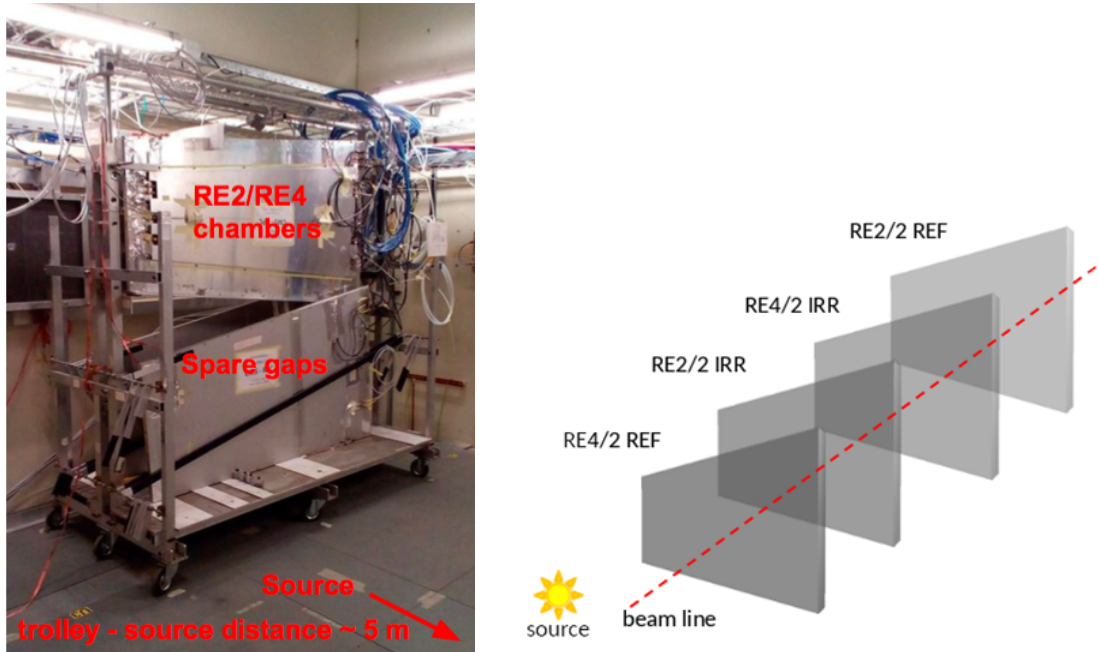 RE2/RE4
chambers
Spare gaps
Source
trolley - source distance ~ 5 m
RE2/2 REF
RE4/2 IRR
RE2/2 IRR
RE4/2 REF
source
beam line